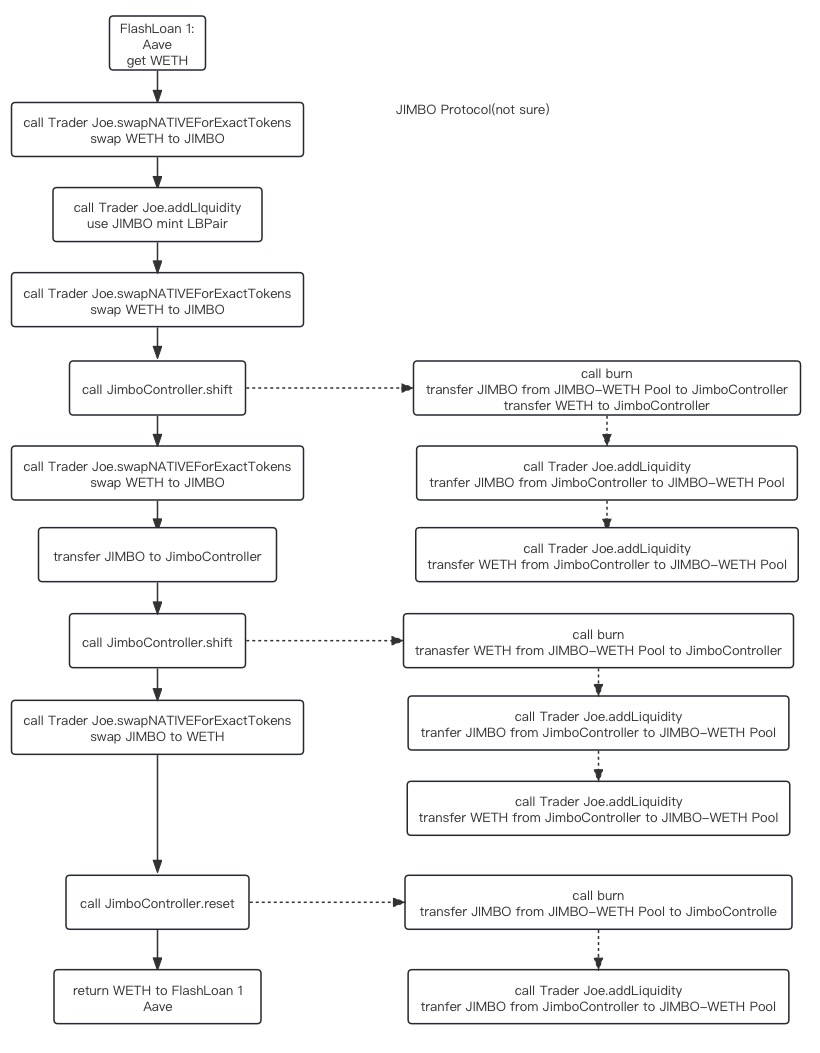 FlashLoan 1:
Aave
get WETH
JIMBO Protocol(not sure)
call Trader Joe.swapNATIVEForExactTokens
swap WETH to JIMBO
call Trader Joe.addLIquidity
use JIMBO mint LBPair
call Trader Joe.swapNATIVEForExactTokens
swap WETH to JIMBO
call JimboController.shift
call burn
transfer JIMBO from JIMBO-WETH Pool to JimboController
transfer WETH to JimboController
call Trader Joe.swapNATIVEForExactTokens
swap WETH to JIMBO
call Trader Joe.addLiquidity
tranfer JIMBO from JimboController to JIMBO-WETH Pool
transfer JIMBO to JimboController
call Trader Joe.addLiquidity
transfer WETH from JimboController to JIMBO-WETH Pool
call JimboController.shift
call burn
tranasfer WETH from JIMBO-WETH Pool to JimboController
call Trader Joe.swapNATIVEForExactTokens
swap JIMBO to WETH
call Trader Joe.addLiquidity
tranfer JIMBO from JimboController to JIMBO-WETH Pool
call Trader Joe.addLiquidity
transfer WETH from JimboController to JIMBO-WETH Pool
call JimboController.reset
call burn
transfer JIMBO from JIMBO-WETH Pool to JimboControlle
return WETH to FlashLoan 1
Aave
call Trader Joe.addLiquidity
tranfer JIMBO from JimboController to JIMBO-WETH Pool